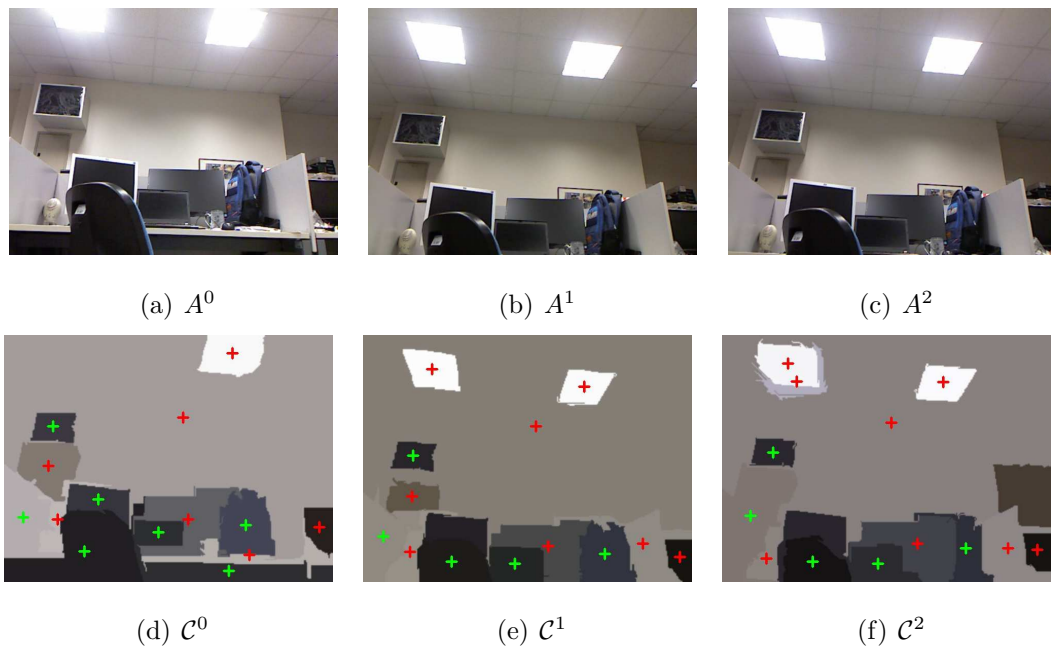 (a) A⁰
(b) A¹
(c) A²
(d) 𝒞⁰
(e) 𝒞¹
(f) 𝒞²